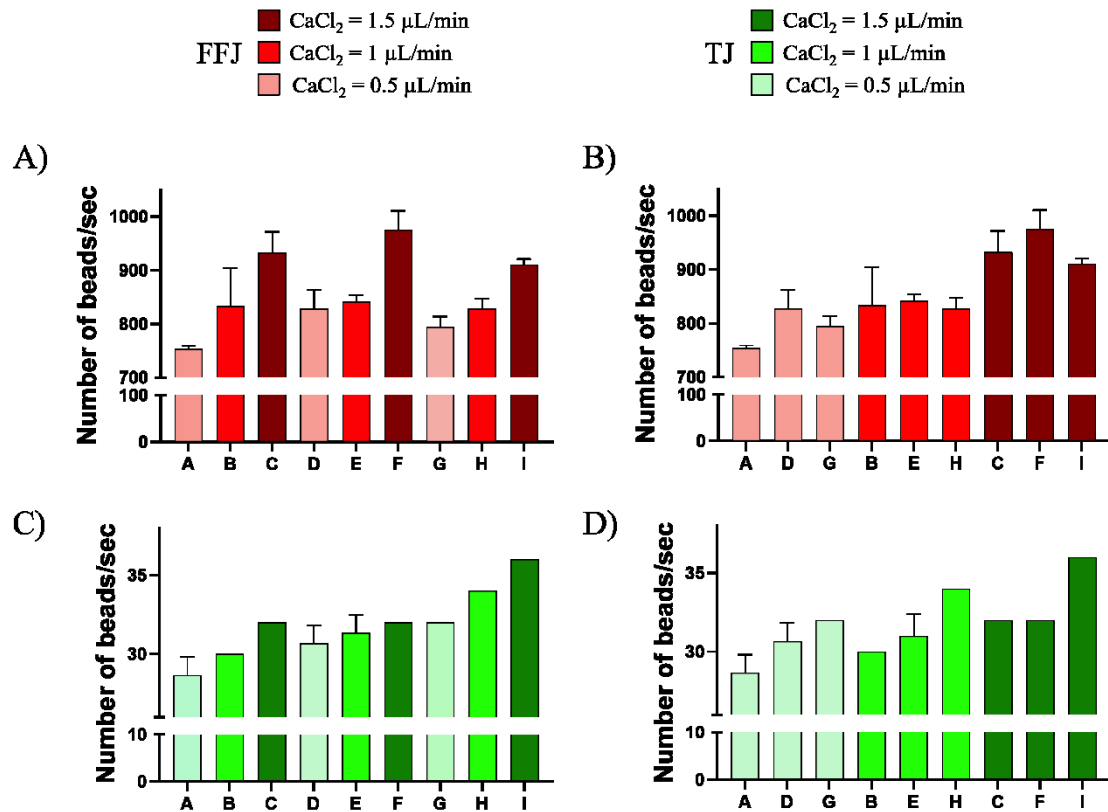 FFJ
CaCl₂ = 1.5 µL/min
CaCl₂ = 1 µL/min
CaCl₂ = 0.5 µL/min
TJ
CaCl₂ = 1.5 µL/min
CaCl₂ = 1 µL/min
CaCl₂ = 0.5 µL/min
A)
Number of beads/sec
1000
900
800
700
100
0
A B C D E F G H I
B)
Number of beads/sec
1000
900
800
700
100
0
A D G B E H C F I
C)
Number of beads/sec
35
30
10
0
A B C D E F G H I
D)
Number of beads/sec
35
30
10
0
A D G B E H C F I